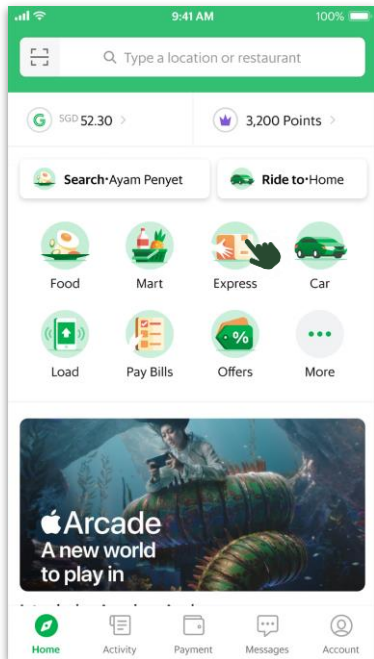 9:41 AM
100%
Type a location or restaurant
G SGD 52.30 >
3,200 Points >
Search·Ayam Penyet
Ride to·Home
Food
Mart
Express
Car
%
Load
Pay Bills
Offers
More
Arcade
A new world
to play in
Home
Activity
Payment
Messages
Account